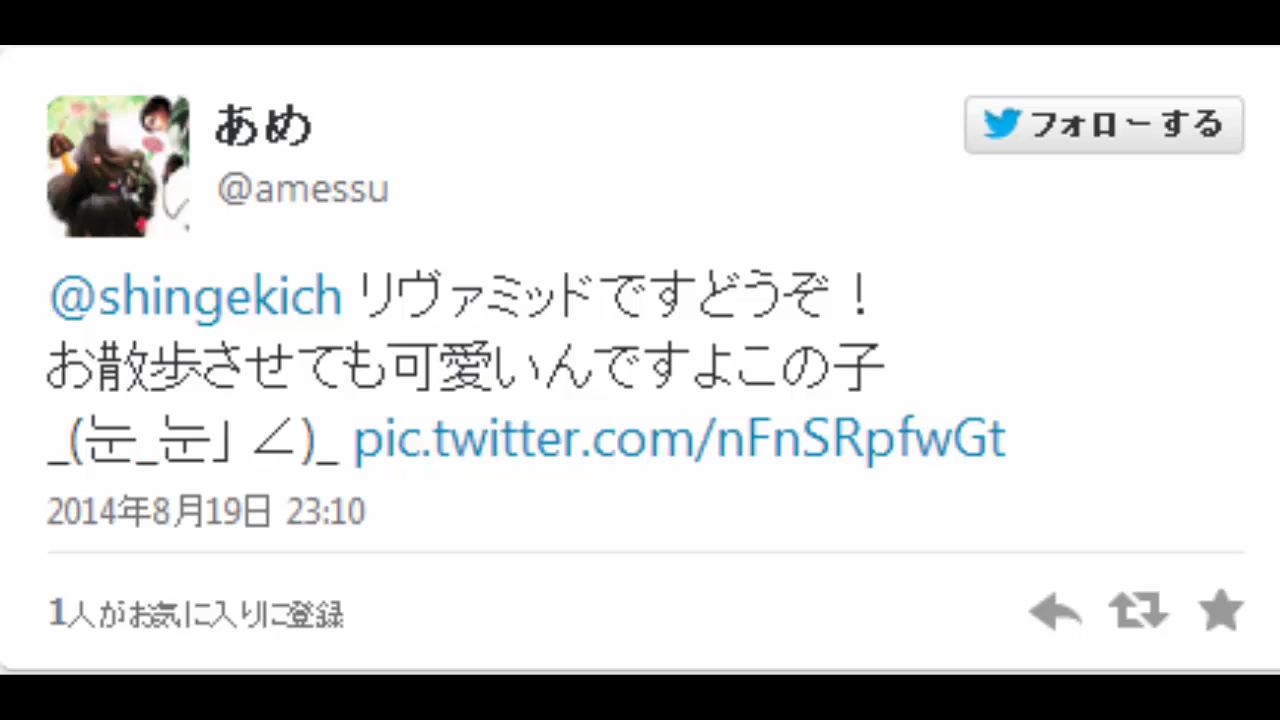 あめ
フォローする
@amessu
@shingekich リヴァミッドですどうぞ！
お散歩させても可愛いんですよこの子
_(눈_눈」∠)_ pic.twitter.com/nFnSRpfwGt
2014年8月19日 23:10
1人がお気に入りに登録